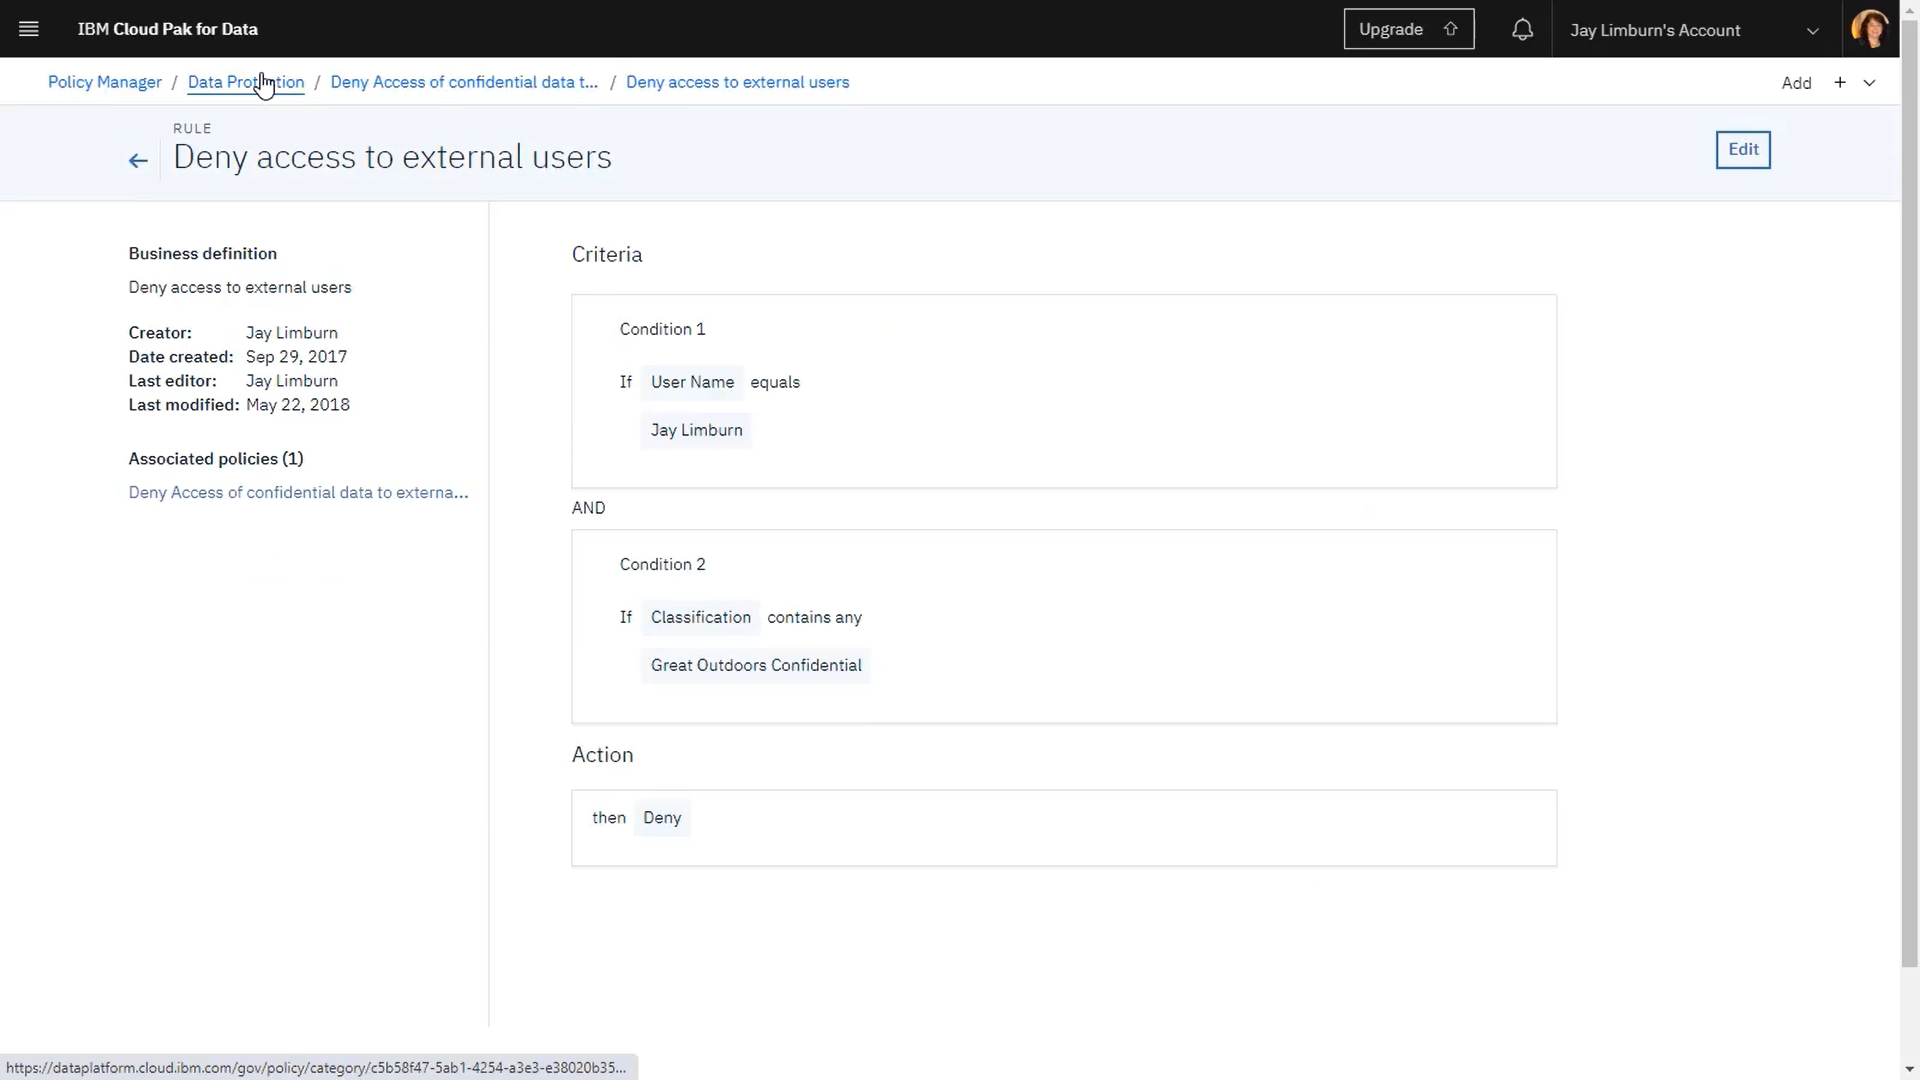 IBM Cloud Pak for Data
Upgrade
Jay Limburn's Account
Policy Manager / Data Protection / Deny Access of confidential data t... / Deny access to external users
Add +
RULE
Deny access to external users
Edit
Business definition
Deny access to external users
Creator: Jay Limburn
Date created: Sep 29, 2017
Last editor: Jay Limburn
Last modified: May 22, 2018
Associated policies (1)
Deny Access of confidential data to externa...
Criteria
Condition 1
If User Name equals
Jay Limburn
AND
Condition 2
If Classification contains any
Great Outdoors Confidential
Action
then Deny
https://dataplatform.cloud.ibm.com/gov/policy/category/c5b58f47-5ab1-4254-a3e3-e38020b35...